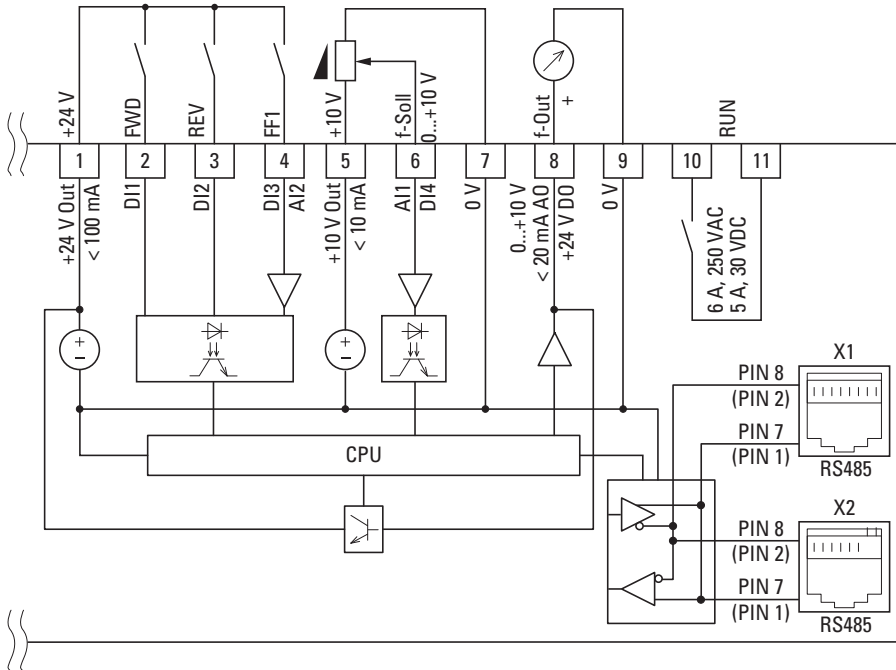 +24 V
FWD
REV
FF1
+10 V
f-Soll
0...+10 V
f-Out
+
RUN
1
2
3
4
5
6
7
8
9
10
11
+24 V Out
< 100 mA
DI1
DI2
DI3
AI2
+10 V Out
< 10 mA
AI1
DI4
0 V
0...+10 V
< 20 mA AO
+24 V DO
0 V
6 A, 250 VAC
5 A, 30 VDC
+
−
+
−
CPU
X1
PIN 8
(PIN 2)
PIN 7
(PIN 1)
RS485
X2
PIN 8
(PIN 2)
PIN 7
(PIN 1)
RS485